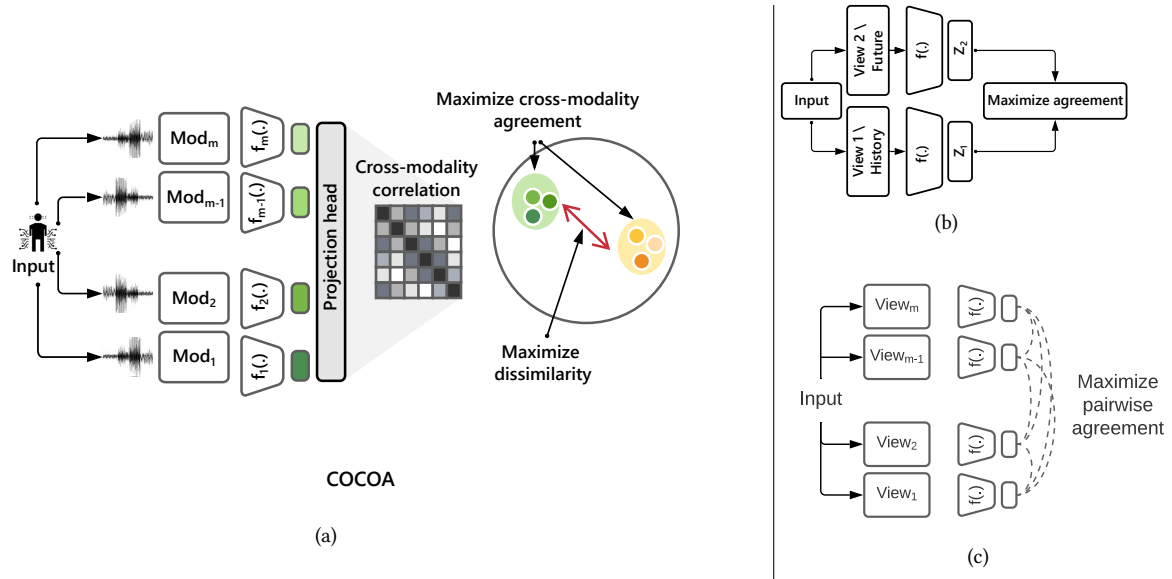 Mod_m
f_m(.)
Mod_m-1
f_m-1(.)
Input
Mod_2
f_2(.)
Mod_1
f_1(.)
Projection head
Cross-modality
correlation
Maximize cross-modality
agreement
Maximize
dissimilarity
COCOA
(a)
Input
View 2 \
Future
f(.)
Z_2
View 1 \
History
f(.)
Z_1
Maximize agreement
(b)
Input
View_m
f(.)
View_m-1
f(.)
View_2
f(.)
View_1
f(.)
Maximize
pairwise
agreement
(c)